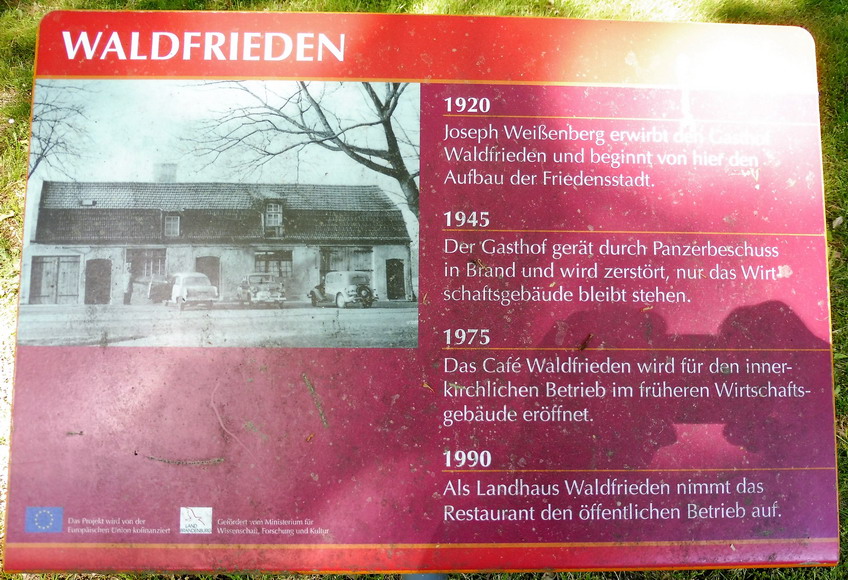 WALDFRIEDEN
1920
Joseph Weißenberg erwirbt den Gasthof
Waldfrieden und beginnt von hier den
Aufbau der Friedensstadt.
1945
Der Gasthof gerät durch Panzerbeschuss
in Brand und wird zerstört, nur das Wirt-
schaftsgebäude bleibt stehen.
1975
Das Café Waldfrieden wird für den inner-
kirchlichen Betrieb im früheren Wirtschafts-
gebäude eröffnet.
1990
Als Landhaus Waldfrieden nimmt das
Restaurant den öffentlichen Betrieb auf.
Das Projekt wird von der
Europäischen Union kofinanziert
LAND
BRANDENBURG
Gefördert vom Ministerium für
Wissenschaft, Forschung und Kultur